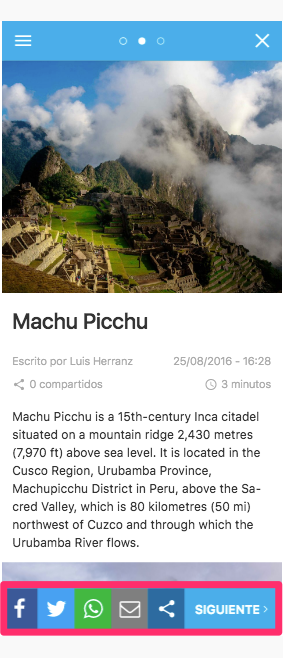 Machu Picchu
Escrito por Luis Herranz 25/08/2016 - 16:28
0 compartidos 3 minutos
Machu Picchu is a 15th-century Inca citadel
situated on a mountain ridge 2,430 metres
(7,970 ft) above sea level. It is located in the
Cusco Region, Urubamba Province,
Machupicchu District in Peru, above the Sa-
cred Valley, which is 80 kilometres (50 mi)
northwest of Cuzco and through which the
Urubamba River flows.
SIGUIENTE ›